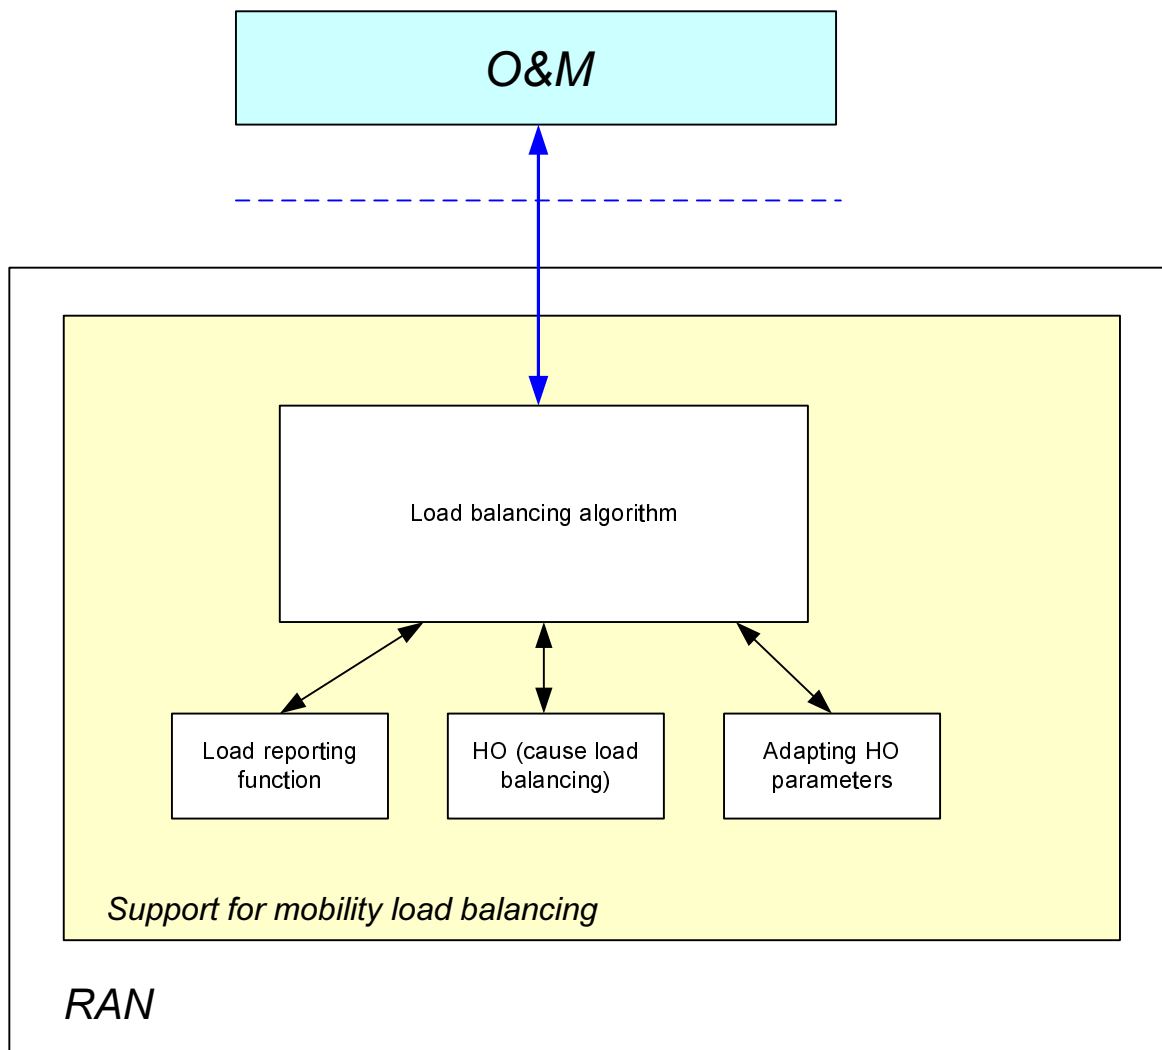 O&M
Load balancing algorithm
Load reporting
function
HO (cause load
balancing)
Adapting HO
parameters
Support for mobility load balancing
RAN